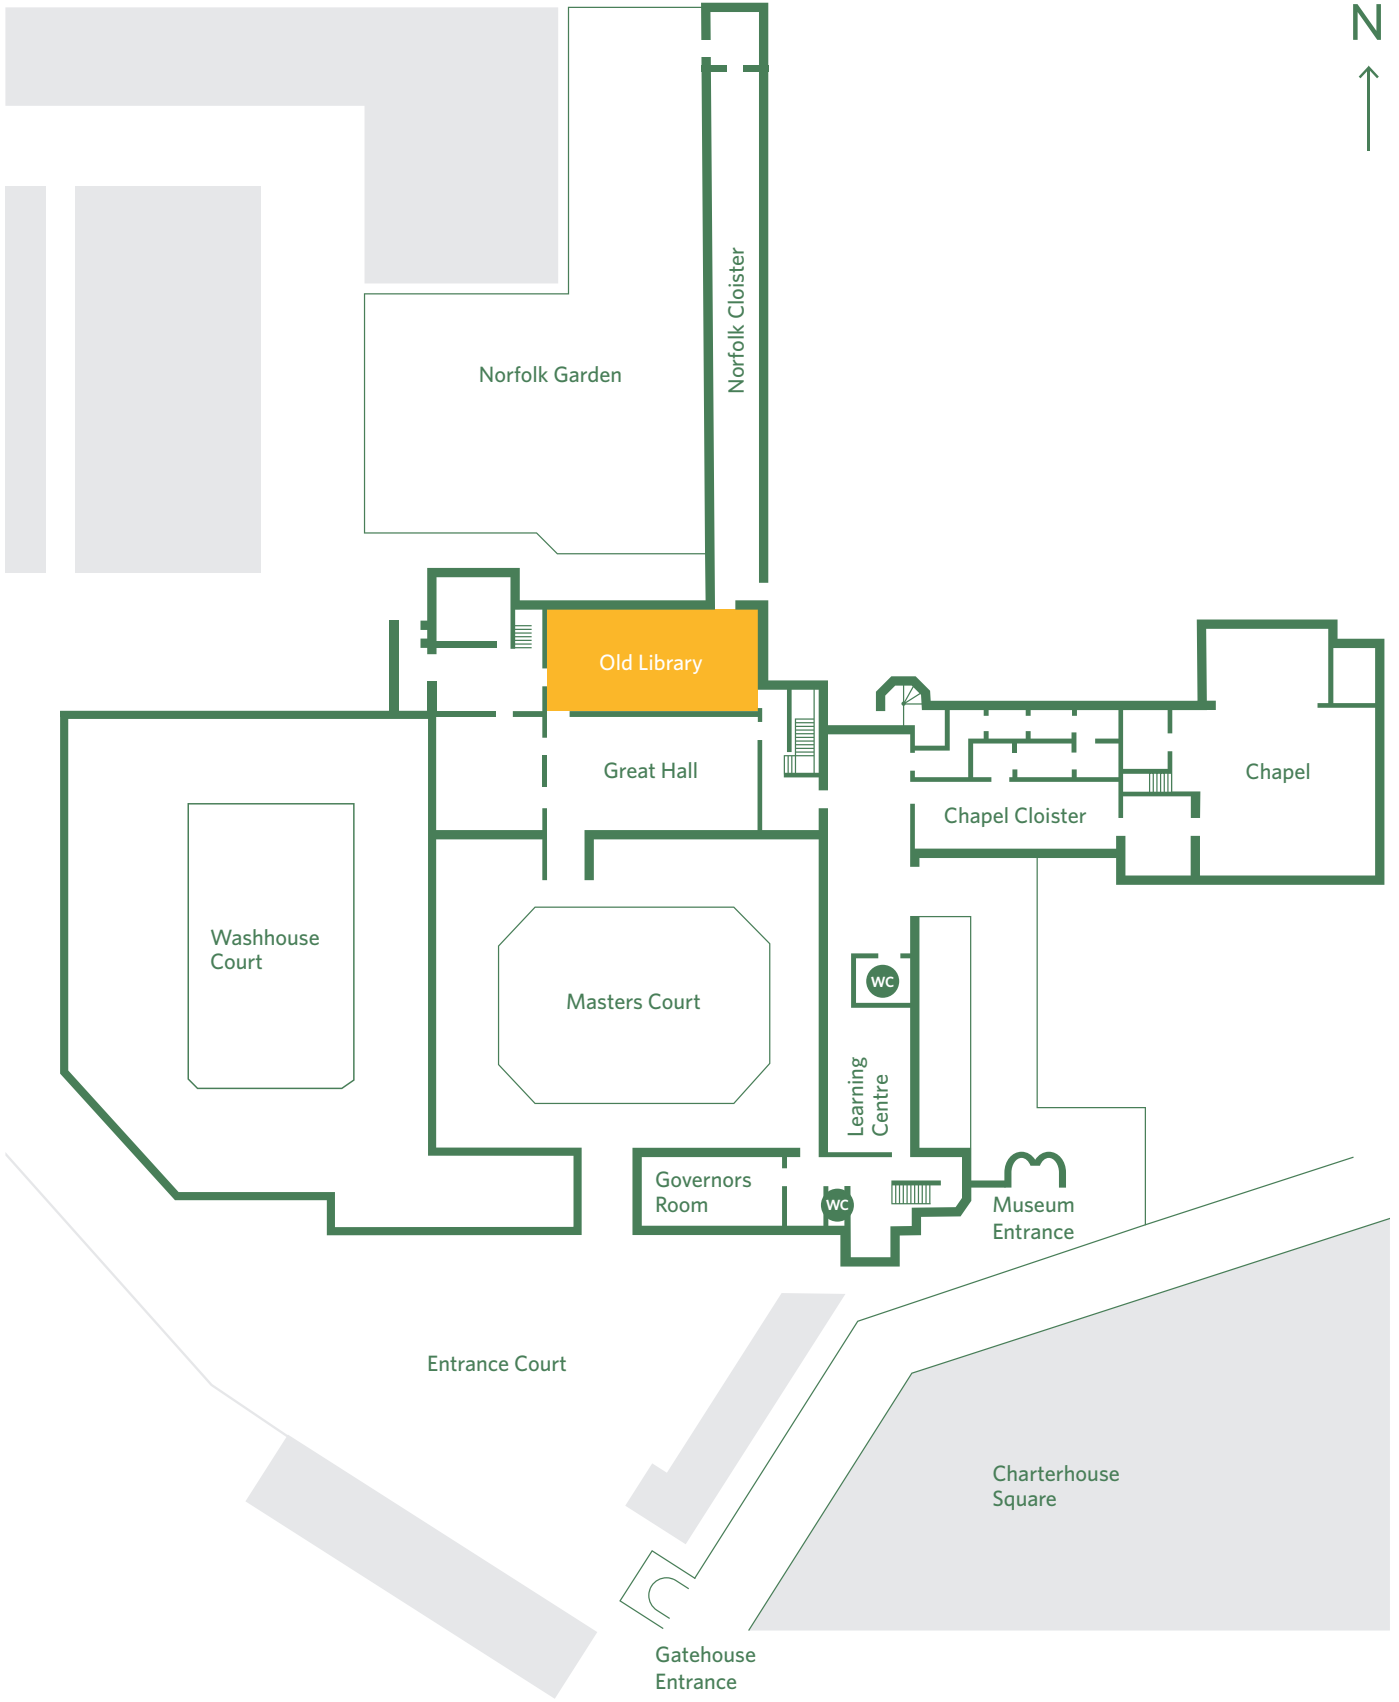 N
Norfolk Cloister
Norfolk Garden
Old Library
Great Hall
Chapel
Chapel Cloister
Washhouse
Court
WC
Masters Court
Learning
Centre
Governors
Room
WC
Museum
Entrance
Entrance Court
Charterhouse
Square
Gatehouse
Entrance